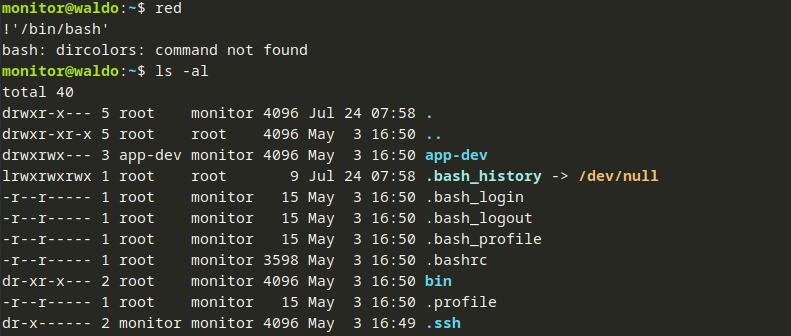 monitor@waldo:~$ red
!'/bin/bash'
bash: dircolors: command not found
monitor@waldo:~$ ls -al
total 40
drwxr-x--- 5 root    monitor 4096 Jul 24 07:58 .
drwxr-xr-x 5 root    root    4096 May  3 16:50 ..
drwxrwx--- 3 app-dev monitor 4096 May  3 16:50 app-dev
lrwxrwxrwx 1 root    root       9 Jul 24 07:58 .bash_history -> /dev/null
-r--r----- 1 root    monitor   15 May  3 16:50 .bash_login
-r--r----- 1 root    monitor   15 May  3 16:50 .bash_logout
-r--r----- 1 root    monitor   15 May  3 16:50 .bash_profile
-r--r----- 1 root    monitor 3598 May  3 16:50 .bashrc
dr-xr-x--- 2 root    monitor 4096 May  3 16:50 bin
-r--r----- 1 root    monitor   15 May  3 16:50 .profile
dr-x------ 2 monitor monitor 4096 May  3 16:49 .ssh